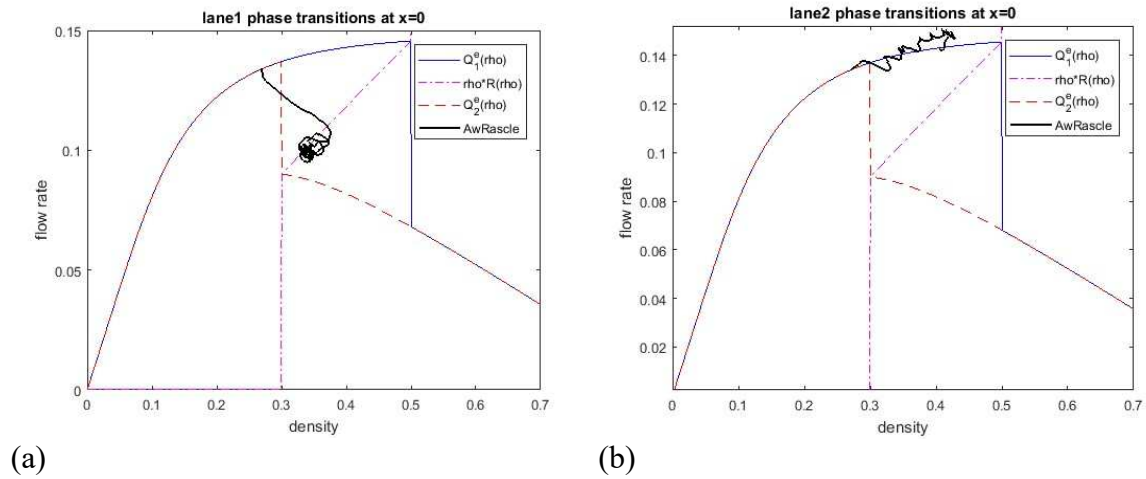 lane1 phase transitions at x=0
0.15
0.1
0.05
0
flow rate
0
0.1
0.2
0.3
0.4
0.5
0.6
0.7
density
Q₁ᵉ(rho)
rho*R(rho)
Q₂ᵉ(rho)
AwRascle
(a)
lane2 phase transitions at x=0
0.14
0.12
0.1
0.08
0.06
0.04
0.02
flow rate
0
0.1
0.2
0.3
0.4
0.5
0.6
0.7
density
Q₁ᵉ(rho)
rho*R(rho)
Q₂ᵉ(rho)
AwRascle
(b)